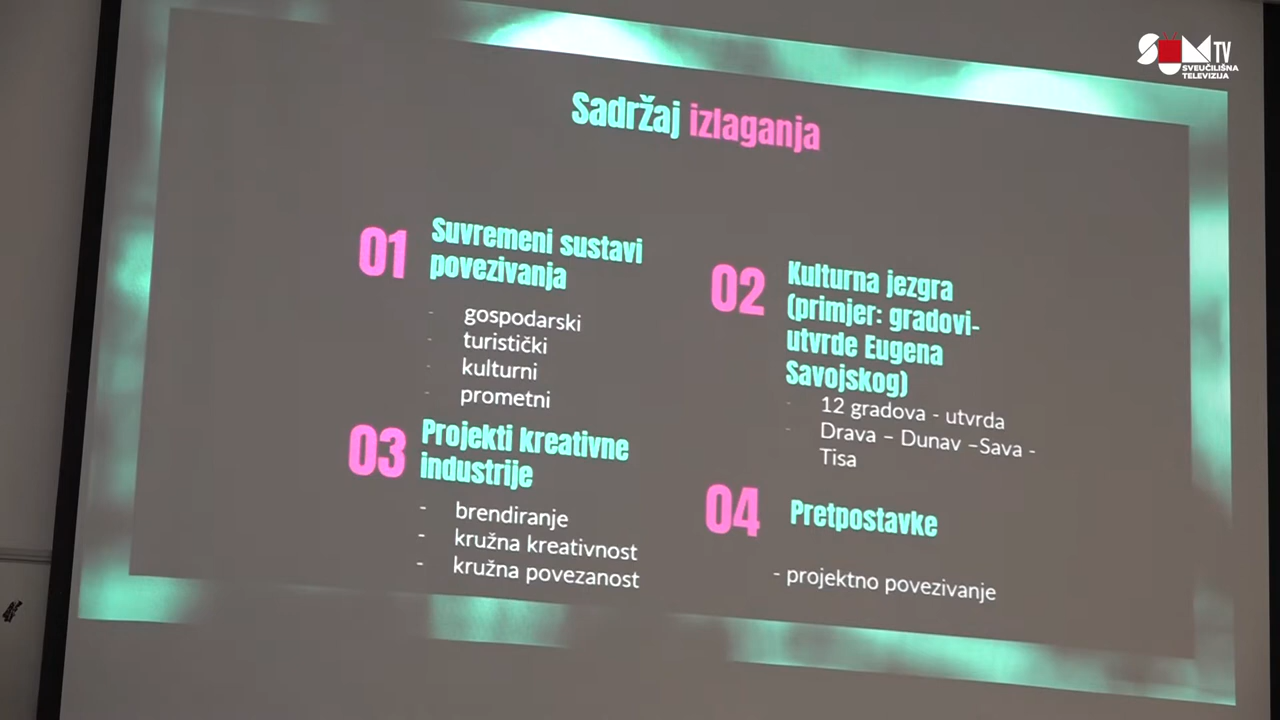 SUM TV
SVEUČILIŠNA
TELEVIZIJA
Sadržaj izlaganja
01
Suvremeni sustavi
povezivanja
- gospodarski
- turistički
- kulturni
- prometni
02
Kulturna jezgra
(primjer: gradovi-
utvrde Eugena
Savojskog)
- 12 gradova - utvrda
- Drava – Dunav –Sava -
Tisa
03
Projekti kreativne
industrije
- brendiranje
- kružna kreativnost
- kružna povezanost
04
Pretpostavke
- projektno povezivanje